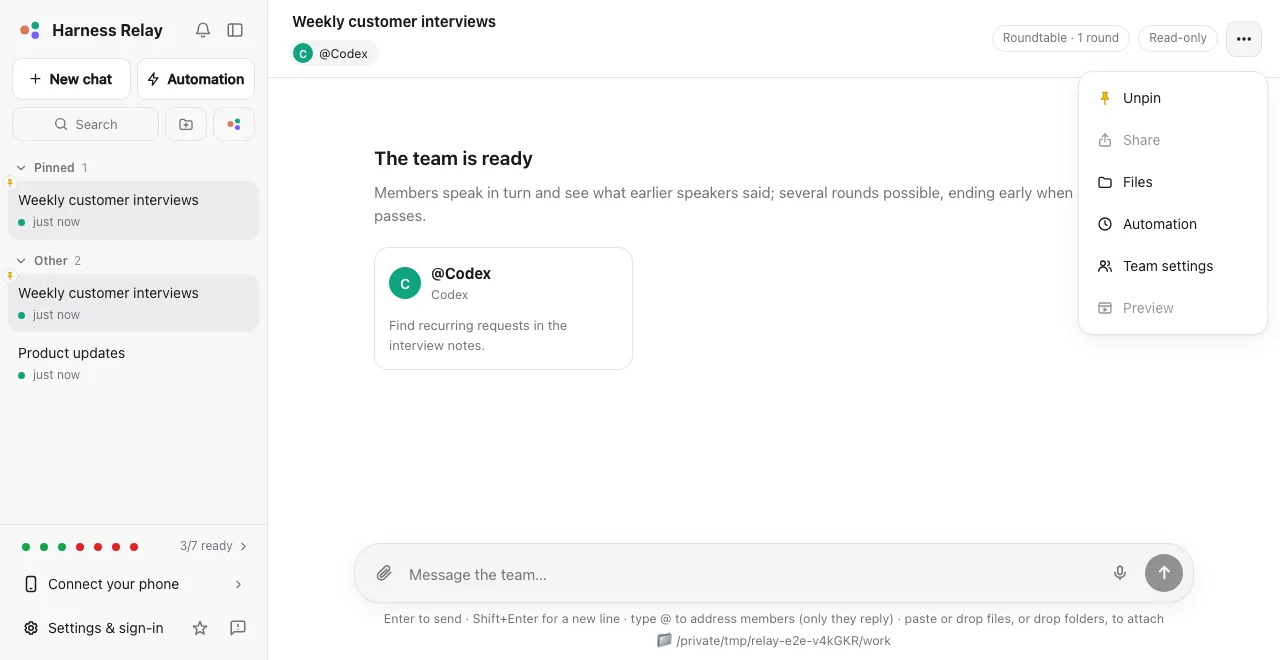 Harness Relay
New chat
Automation
Search
Pinned 1
Weekly customer interviews
just now
Other 2
Weekly customer interviews
just now
Product updates
just now
3/7 ready
Connect your phone
Settings & sign-in
Weekly customer interviews
C @Codex
Roundtable · 1 round
Read-only
Unpin
Share
Files
Automation
Team settings
Preview
The team is ready
Members speak in turn and see what earlier speakers said; several rounds possible, ending early when
passes.
C
@Codex
Codex
Find recurring requests in the
interview notes.
Message the team...
Enter to send · Shift+Enter for a new line · type @ to address members (only they reply) · paste or drop files, or drop folders, to attach
/private/tmp/relay-e2e-v4kGKR/work